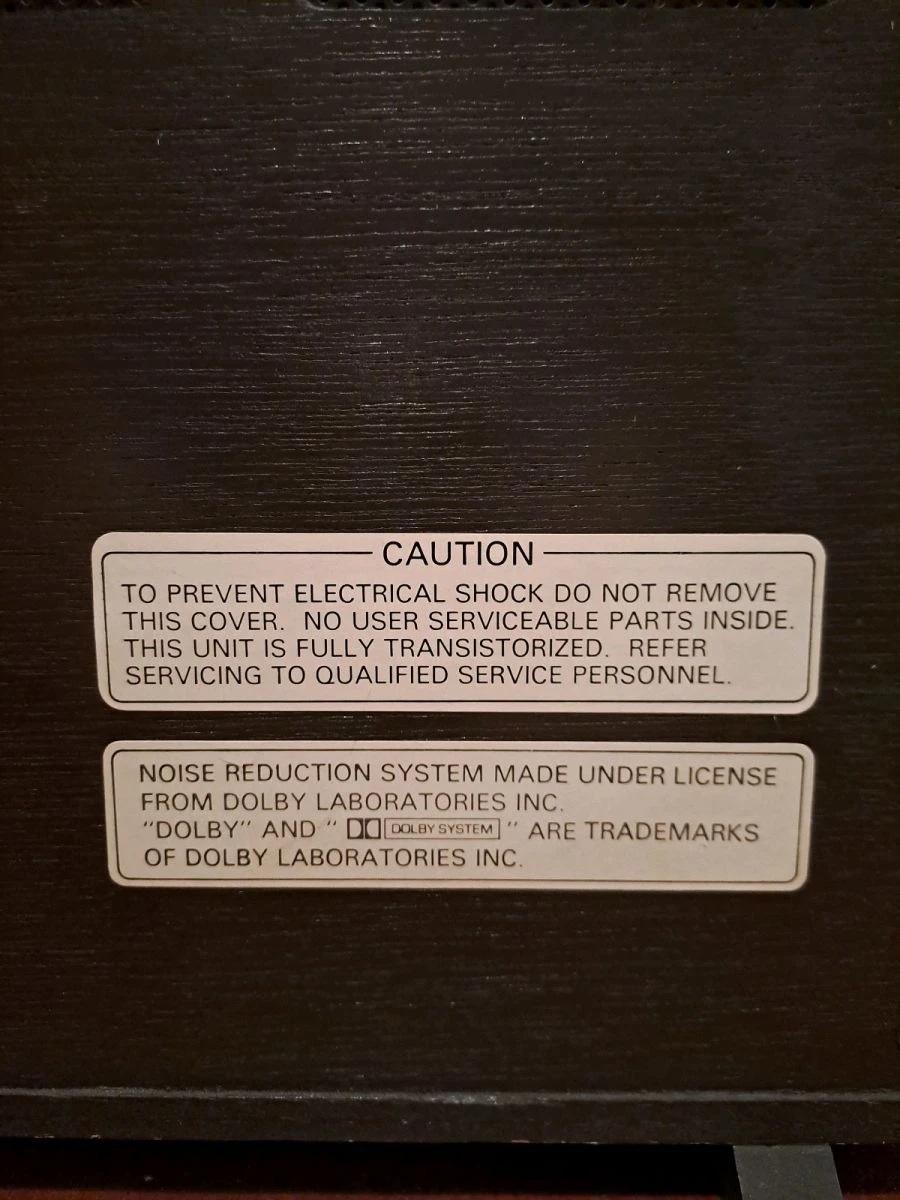 CAUTION
TO PREVENT ELECTRICAL SHOCK DO NOT REMOVE
THIS COVER. NO USER SERVICEABLE PARTS INSIDE.
THIS UNIT IS FULLY TRANSISTORIZED. REFER
SERVICING TO QUALIFIED SERVICE PERSONNEL.
NOISE REDUCTION SYSTEM MADE UNDER LICENSE
FROM DOLBY LABORATORIES INC.
“DOLBY” AND “ DOLBY SYSTEM ” ARE TRADEMARKS
OF DOLBY LABORATORIES INC.